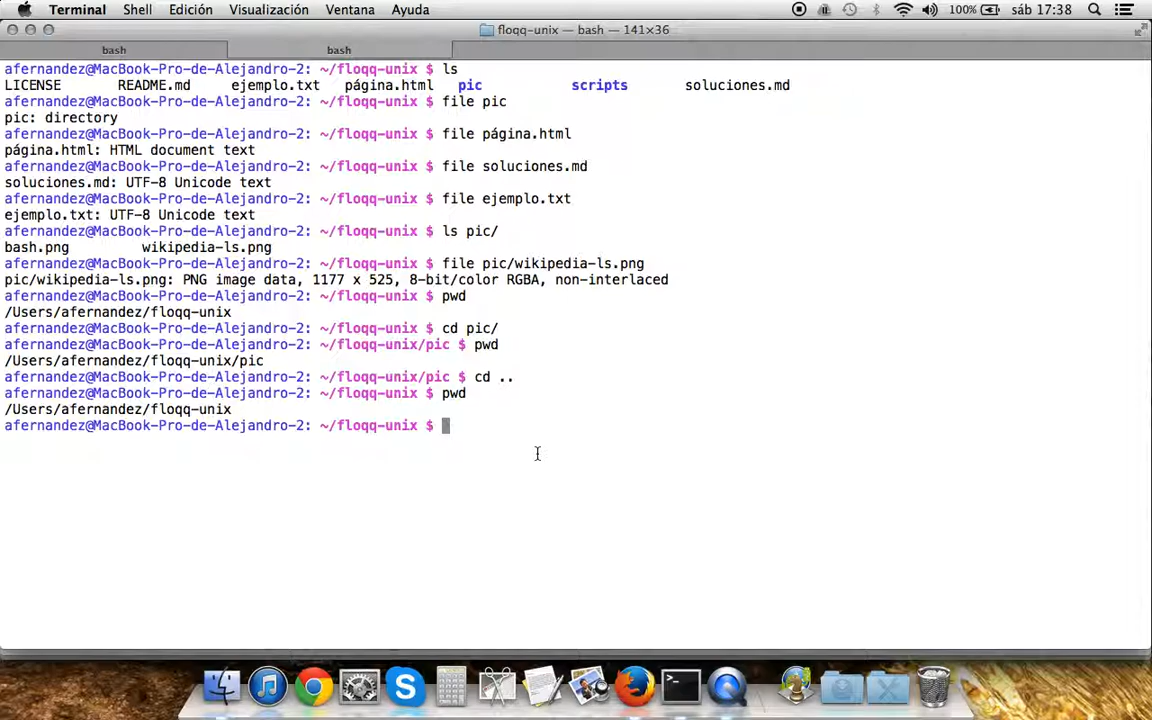 Terminal Shell Edición Visualización Ventana Ayuda 100% sáb 17:38
floqq-unix — bash — 141×36
bash bash
afernandez@MacBook-Pro-de-Alejandro-2: ~/floqq-unix $ ls
LICENSE README.md ejemplo.txt página.html pic scripts soluciones.md
afernandez@MacBook-Pro-de-Alejandro-2: ~/floqq-unix $ file pic
pic: directory
afernandez@MacBook-Pro-de-Alejandro-2: ~/floqq-unix $ file página.html
página.html: HTML document text
afernandez@MacBook-Pro-de-Alejandro-2: ~/floqq-unix $ file soluciones.md
soluciones.md: UTF-8 Unicode text
afernandez@MacBook-Pro-de-Alejandro-2: ~/floqq-unix $ file ejemplo.txt
ejemplo.txt: UTF-8 Unicode text
afernandez@MacBook-Pro-de-Alejandro-2: ~/floqq-unix $ ls pic/
bash.png wikipedia-ls.png
afernandez@MacBook-Pro-de-Alejandro-2: ~/floqq-unix $ file pic/wikipedia-ls.png
pic/wikipedia-ls.png: PNG image data, 1177 x 525, 8-bit/color RGBA, non-interlaced
afernandez@MacBook-Pro-de-Alejandro-2: ~/floqq-unix $ pwd
/Users/afernandez/floqq-unix
afernandez@MacBook-Pro-de-Alejandro-2: ~/floqq-unix $ cd pic/
afernandez@MacBook-Pro-de-Alejandro-2: ~/floqq-unix/pic $ pwd
/Users/afernandez/floqq-unix/pic
afernandez@MacBook-Pro-de-Alejandro-2: ~/floqq-unix/pic $ cd ..
afernandez@MacBook-Pro-de-Alejandro-2: ~/floqq-unix $ pwd
/Users/afernandez/floqq-unix
afernandez@MacBook-Pro-de-Alejandro-2: ~/floqq-unix $